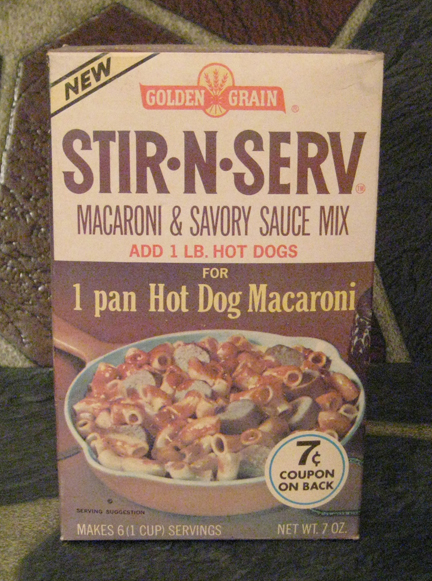 NEW
GOLDEN GRAIN ®
STIR·N·SERV
MACARONI & SAVORY SAUCE MIX
ADD 1 LB. HOT DOGS
FOR
1 pan Hot Dog Macaroni
7¢
COUPON
ON BACK
SERVING SUGGESTION
MAKES 6 (1 CUP) SERVINGS NET WT. 7 OZ.